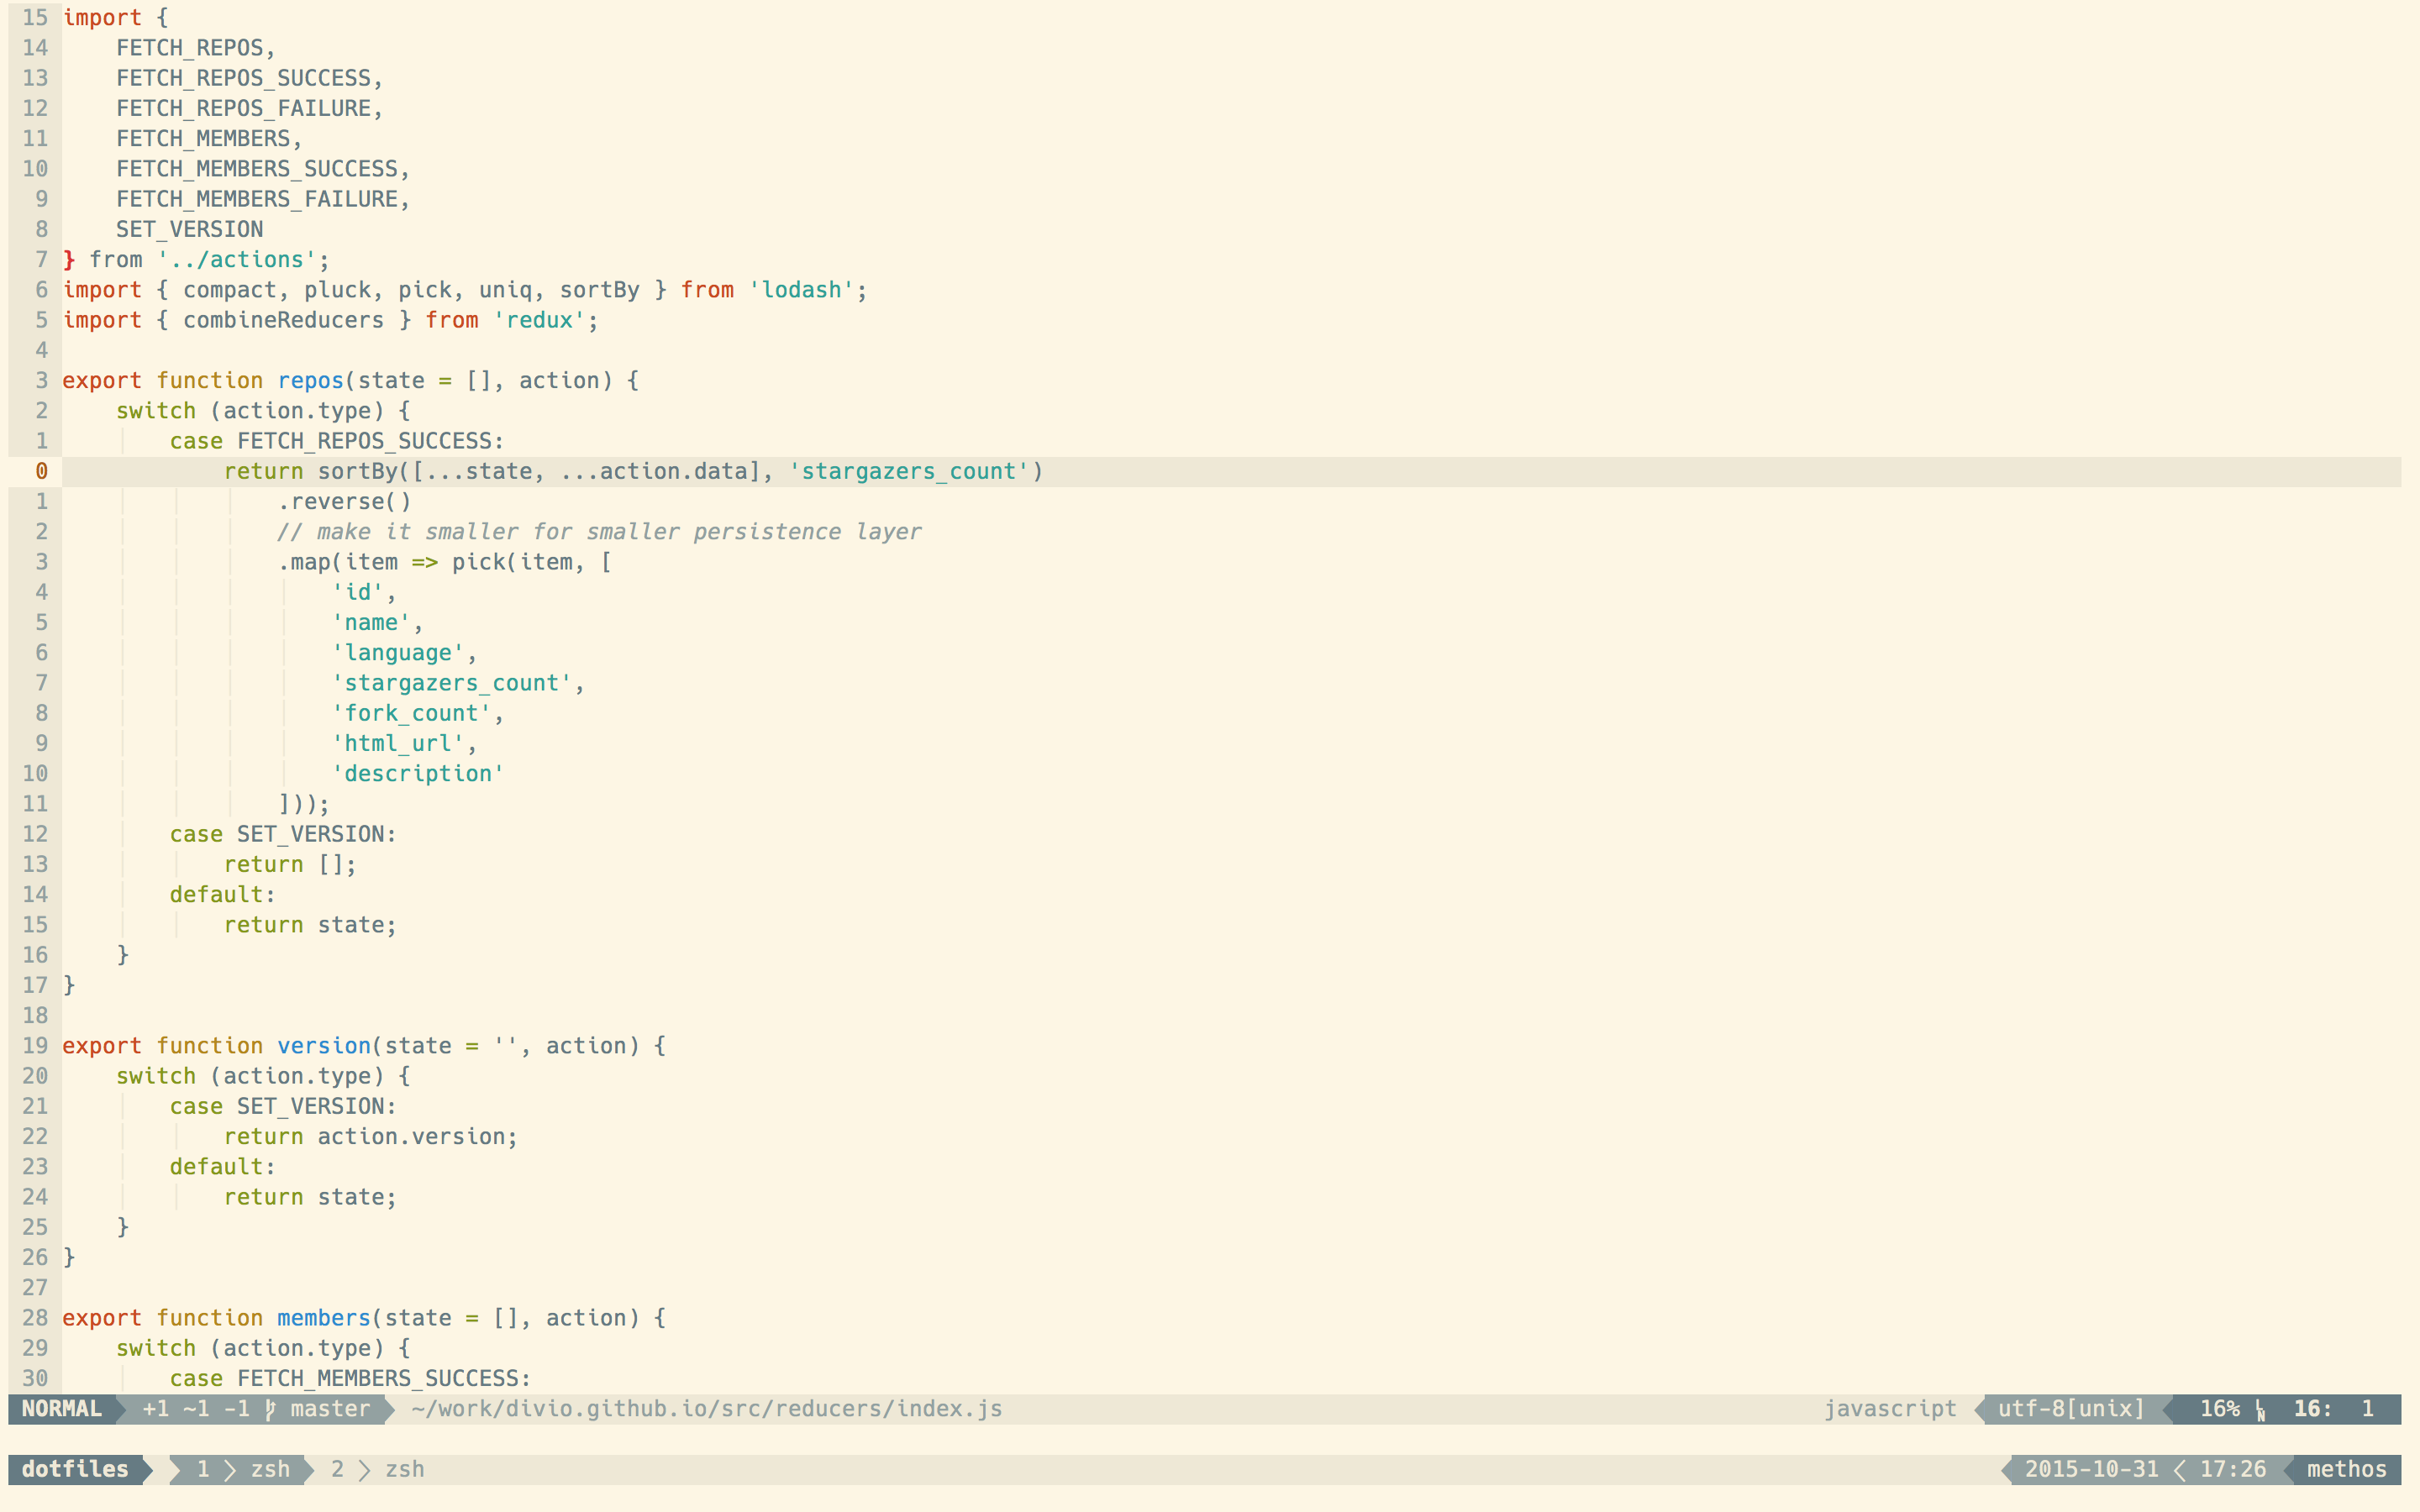 15 import {
14     FETCH_REPOS,
13     FETCH_REPOS_SUCCESS,
12     FETCH_REPOS_FAILURE,
11     FETCH_MEMBERS,
10     FETCH_MEMBERS_SUCCESS,
 9     FETCH_MEMBERS_FAILURE,
 8     SET_VERSION
 7 } from '../actions';
 6 import { compact, pluck, pick, uniq, sortBy } from 'lodash';
 5 import { combineReducers } from 'redux';
 4
 3 export function repos(state = [], action) {
 2     switch (action.type) {
 1         case FETCH_REPOS_SUCCESS:
 0             return sortBy([...state, ...action.data], 'stargazers_count')
 1                 .reverse()
 2                 // make it smaller for smaller persistence layer
 3                 .map(item => pick(item, [
 4                     'id',
 5                     'name',
 6                     'language',
 7                     'stargazers_count',
 8                     'fork_count',
 9                     'html_url',
10                     'description'
11                 ]));
12         case SET_VERSION:
13             return [];
14         default:
15             return state;
16     }
17 }
18
19 export function version(state = '', action) {
20     switch (action.type) {
21         case SET_VERSION:
22             return action.version;
23         default:
24             return state;
25     }
26 }
27
28 export function members(state = [], action) {
29     switch (action.type) {
30         case FETCH_MEMBERS_SUCCESS:
NORMAL +1 ~1 -1 master ~/work/divio.github.io/src/reducers/index.js javascript utf-8[unix] 16% LN 16: 1
dotfiles 1 zsh 2 zsh 2015-10-31 17:26 methos